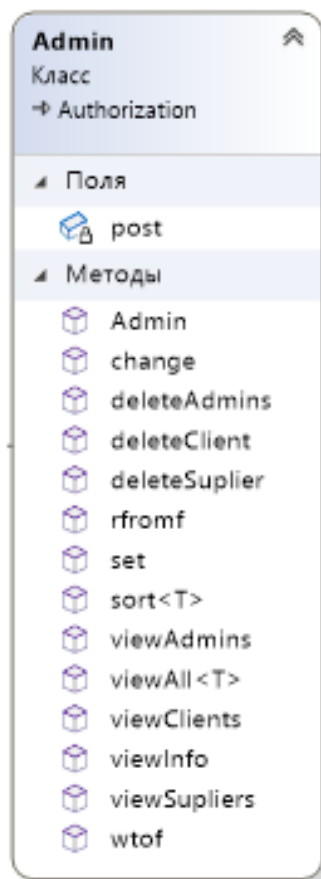 Admin
Класс
Authorization
Поля
post
Методы
Admin
change
deleteAdmins
deleteClient
deleteSuplier
rfromf
set
sort<T>
viewAdmins
viewAll<T>
viewClients
viewInfo
viewSupliers
wtof